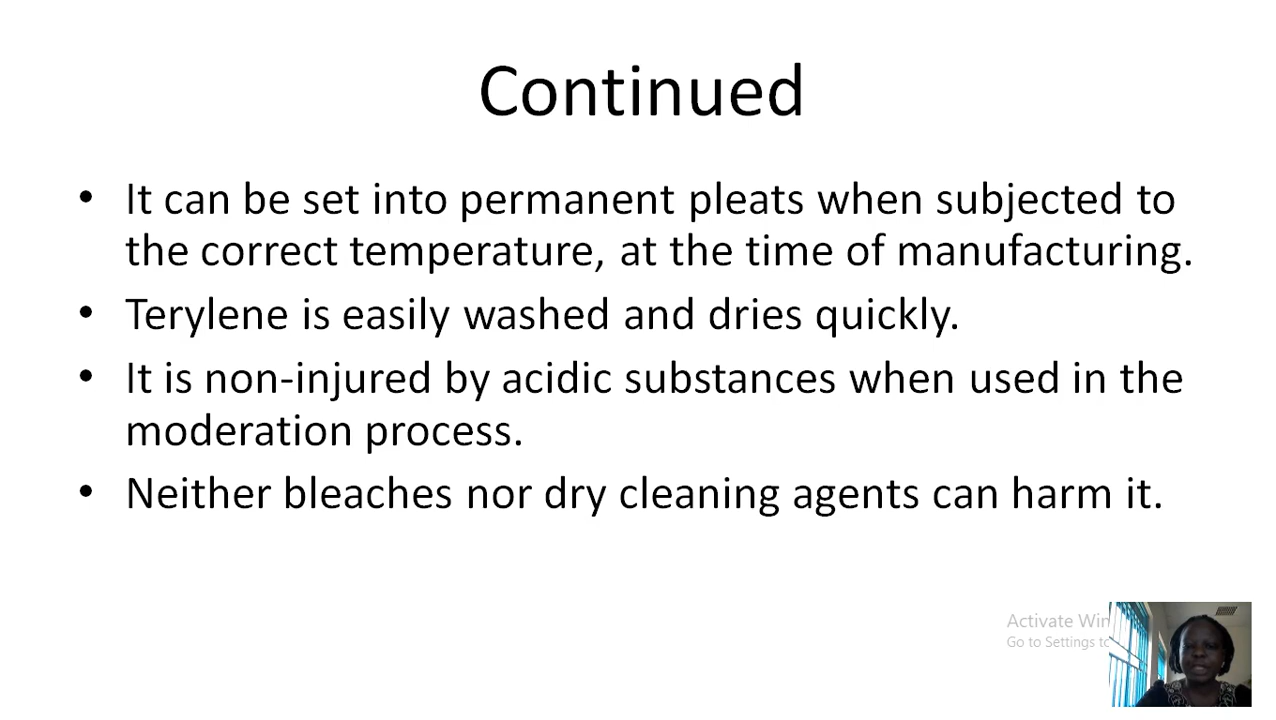 Continued
• It can be set into permanent pleats when subjected to
the correct temperature, at the time of manufacturing.
• Terylene is easily washed and dries quickly.
• It is non-injured by acidic substances when used in the
moderation process.
• Neither bleaches nor dry cleaning agents can harm it.
Activate Win
Go to Settings to